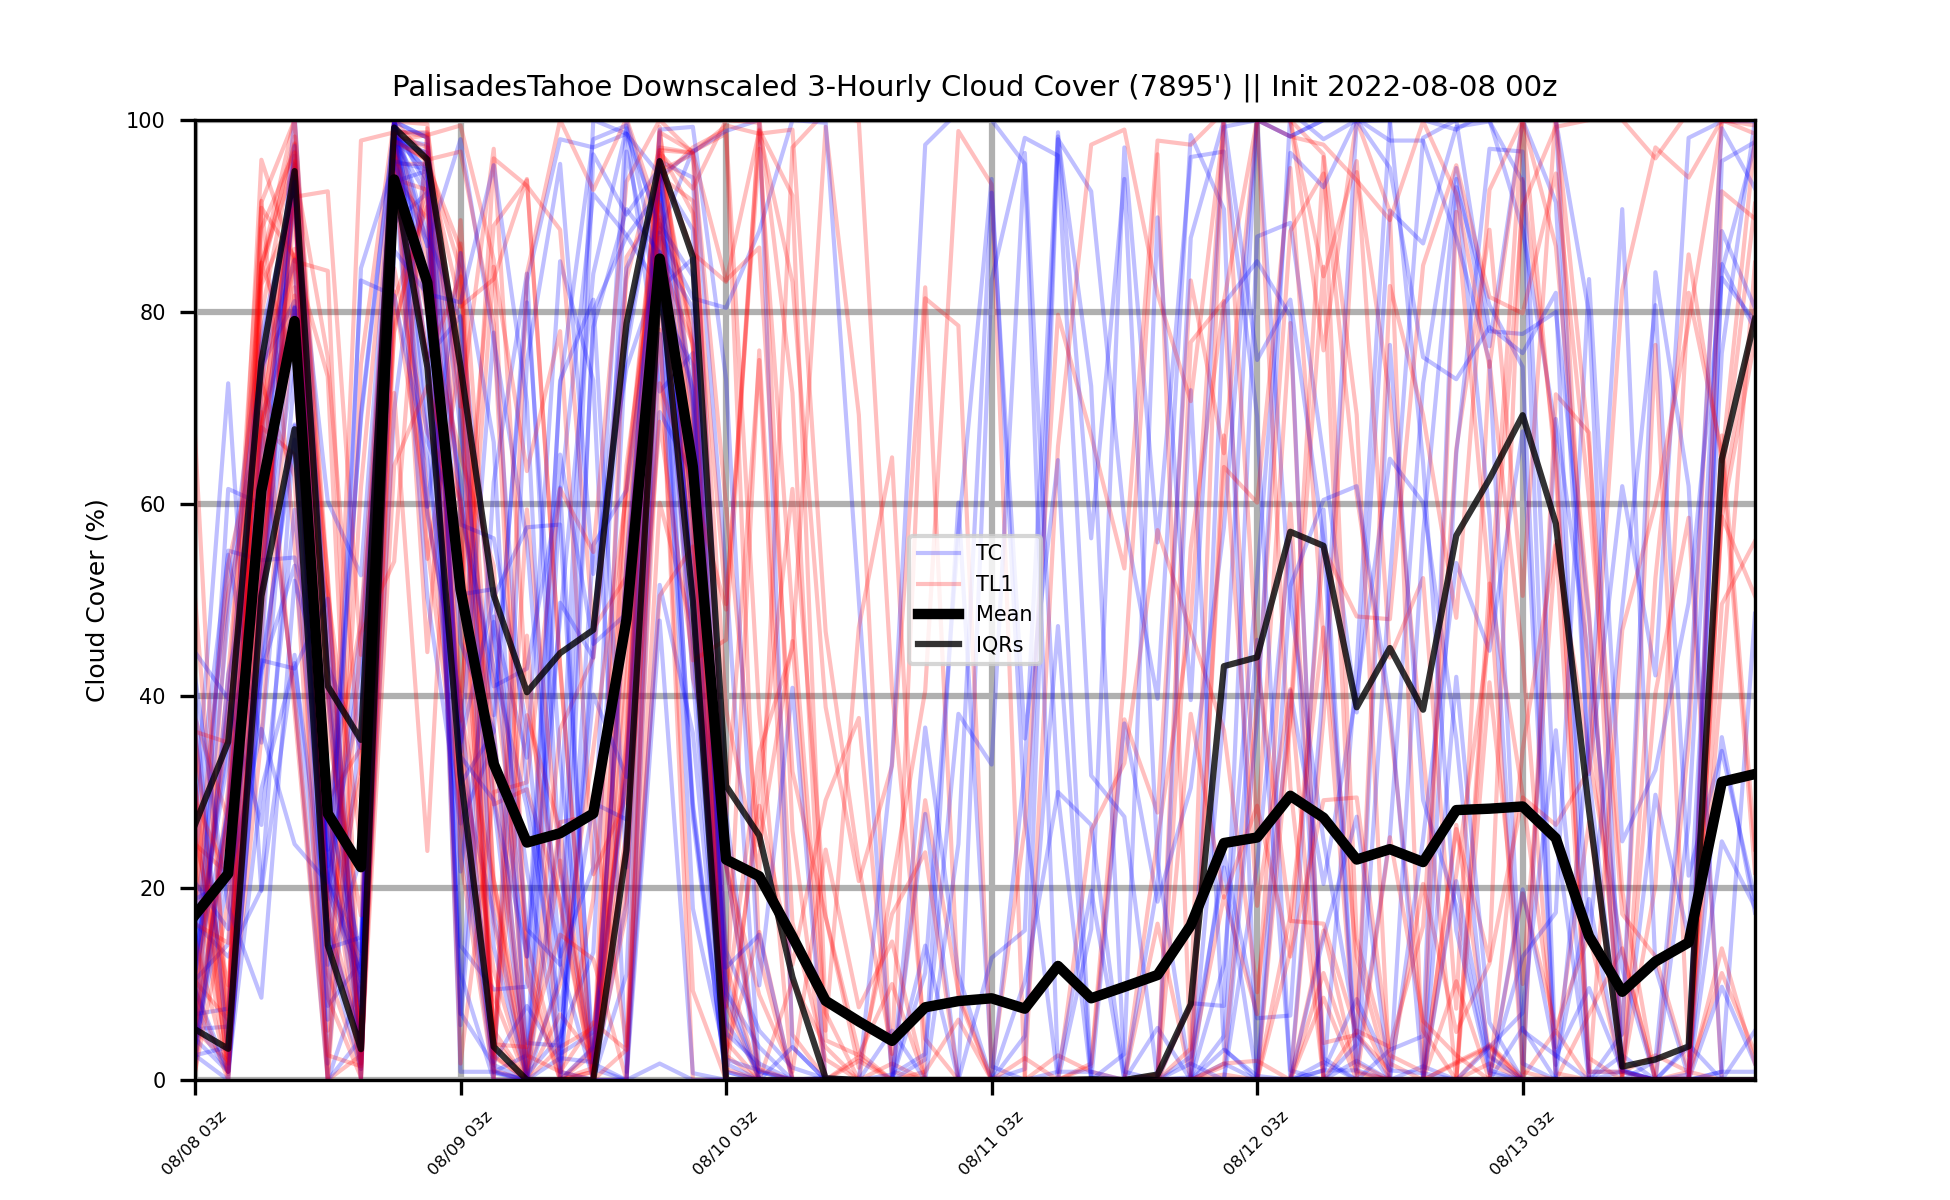 PalisadesTahoe Downscaled 3-Hourly Cloud Cover (7895') || Init 2022-08-08 00z
Cloud Cover (%)
100
80
60
40
20
0
TC
TL1
Mean
IQRs
08/08 03z
08/09 03z
08/10 03z
08/11 03z
08/12 03z
08/13 03z